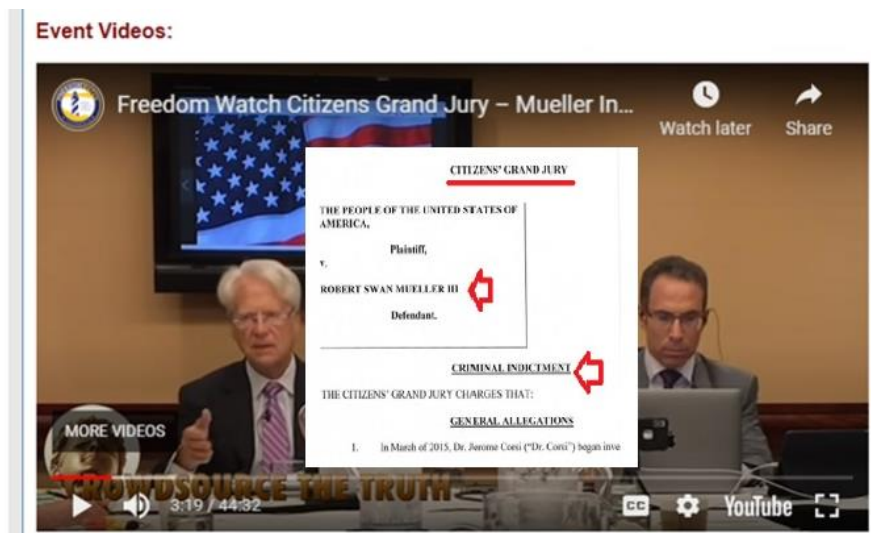 Event Videos:
Freedom Watch Citizens Grand Jury – Mueller In...
Watch later
Share
CITIZENS' GRAND JURY
THE PEOPLE OF THE UNITED STATES OF
AMERICA,
Plaintiff,
v.
ROBERT SWAN MUELLER III
Defendant.
CRIMINAL INDICTMENT
THE CITIZENS' GRAND JURY CHARGES THAT:
GENERAL ALLEGATIONS
1. In March of 2015, Dr. Jerome Corsi ("Dr. Corsi") began inve
MORE VIDEOS
CROWDSOURCE THE TRUTH
3:19 / 44:32
CC
YouTube